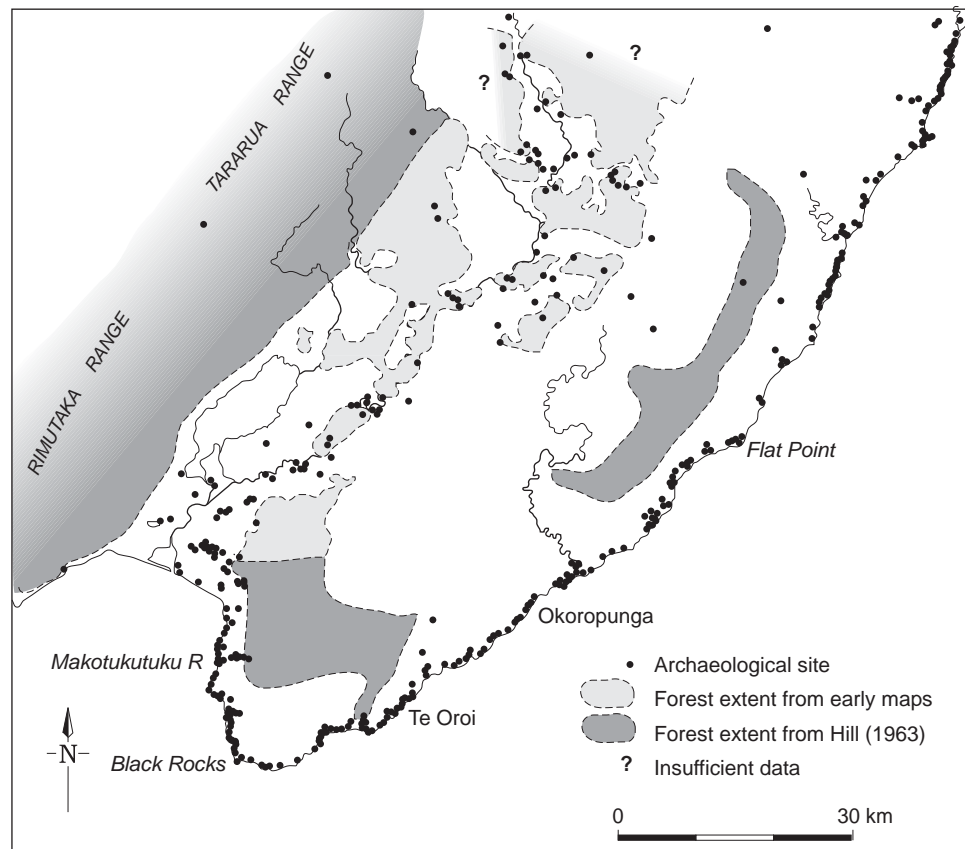 ?
?
TARARUA RANGE
RIMUTAKA RANGE
Flat Point
Okoropunga
Makotukutuku R
Te Oroi
Black Rocks
N
Archaeological site
Forest extent from early maps
Forest extent from Hill (1963)
? Insufficient data
0 30 km